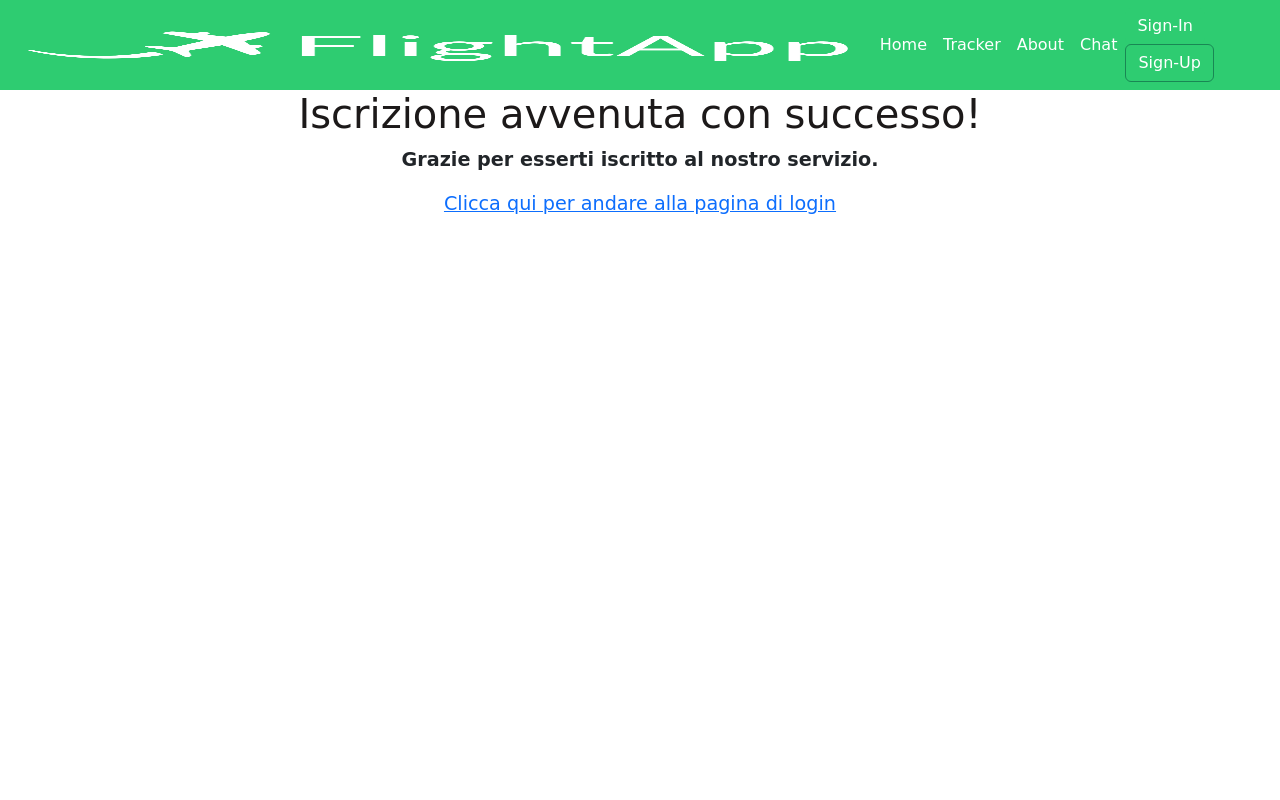 FlightApp
Home
Tracker
About
Chat
Sign-In
Sign-Up
Iscrizione avvenuta con successo!
Grazie per esserti iscritto al nostro servizio.
Clicca qui per andare alla pagina di login